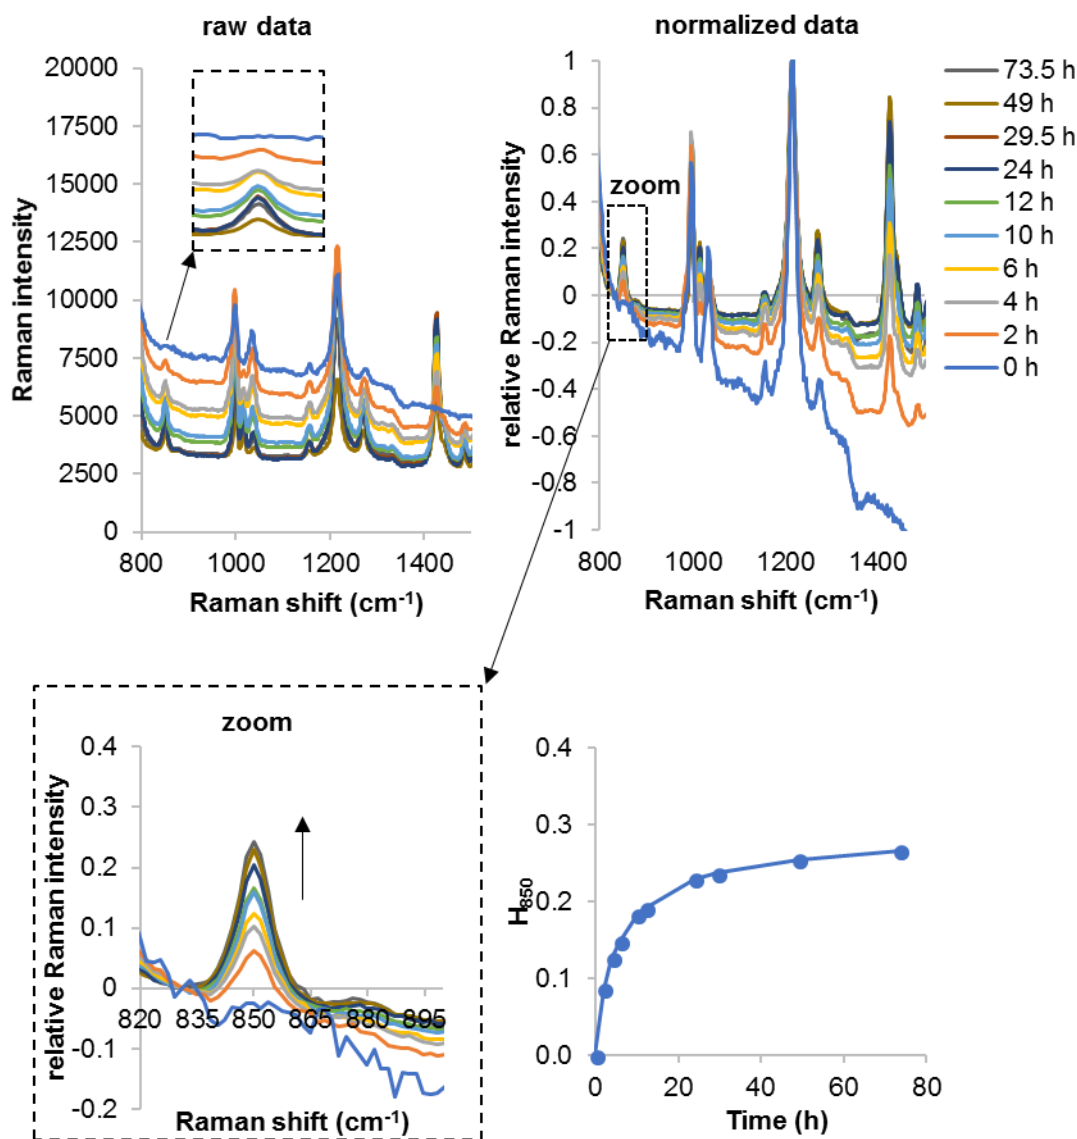 raw data
Raman intensity
20000
17500
15000
12500
10000
7500
5000
2500
0
800 1000 1200 1400
Raman shift (cm-1)
normalized data
relative Raman intensity
1
0.8
0.6
0.4
0.2
0
-0.2
-0.4
-0.6
-0.8
-1
zoom
800 1000 1200 1400
Raman shift (cm-1)
73.5 h
49 h
29.5 h
24 h
12 h
10 h
6 h
4 h
2 h
0 h
zoom
relative Raman intensity
0.4
0.3
0.2
0.1
0
-0.1
-0.2
820 835 850 865 880 895
Raman shift (cm-1)
H850
0.4
0.3
0.2
0.1
0.0
0 20 40 60 80
Time (h)